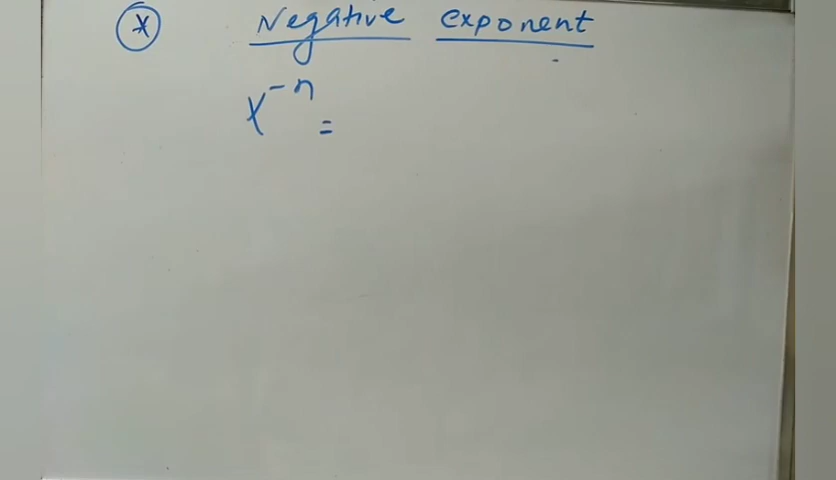 * Negative exponent
x⁻ⁿ =